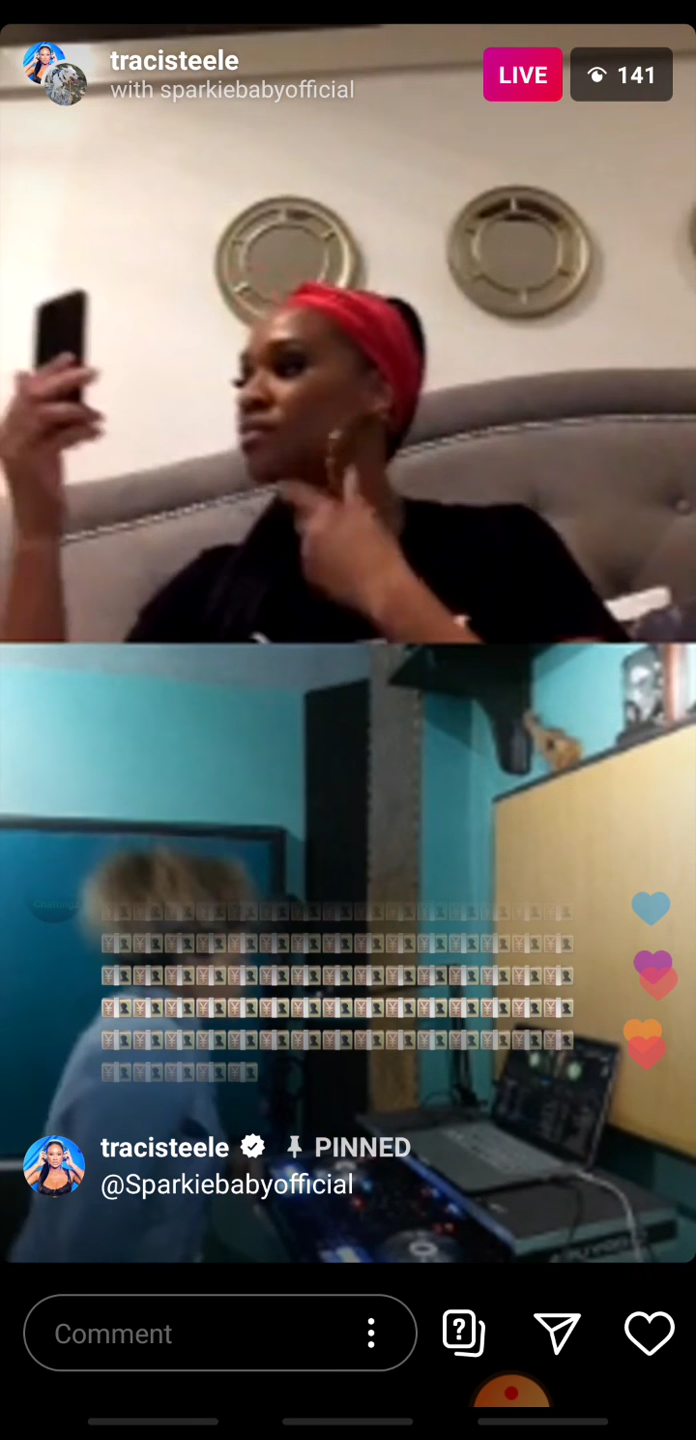 tracisteele
with sparkiebabyofficial
LIVE
141
💴💴💴💴💴💴💴💴💴💴💴💴💴💴💴
💴💴💴💴💴💴💴💴💴💴💴💴💴💴💴
💴💴💴💴💴💴💴💴💴💴💴💴💴💴💴
💴💴💴💴💴💴💴💴💴💴💴💴💴💴💴
💴💴💴💴💴💴💴💴💴💴💴💴💴💴💴
💴💴💴💴💴
tracisteele PINNED
@Sparkiebabyofficial
Comment